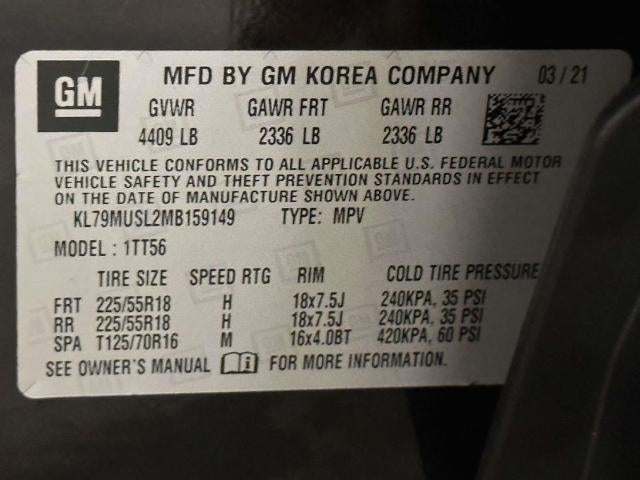 GM MFD BY GM KOREA COMPANY 03/21
GVWR GAWR FRT GAWR RR
4409 LB 2336 LB 2336 LB
THIS VEHICLE CONFORMS TO ALL APPLICABLE U.S. FEDERAL MOTOR
VEHICLE SAFETY AND THEFT PREVENTION STANDARDS IN EFFECT
ON THE DATE OF MANUFACTURE SHOWN ABOVE.
KL79MUSL2MB159149 TYPE: MPV
MODEL : 1TT56
TIRE SIZE SPEED RTG RIM COLD TIRE PRESSURE
FRT 225/55R18 H 18x7.5J 240KPA, 35 PSI
RR 225/55R18 H 18x7.5J 240KPA, 35 PSI
SPA T125/70R16 M 16x4.0BT 420KPA, 60 PSI
SEE OWNER'S MANUAL i FOR MORE INFORMATION.